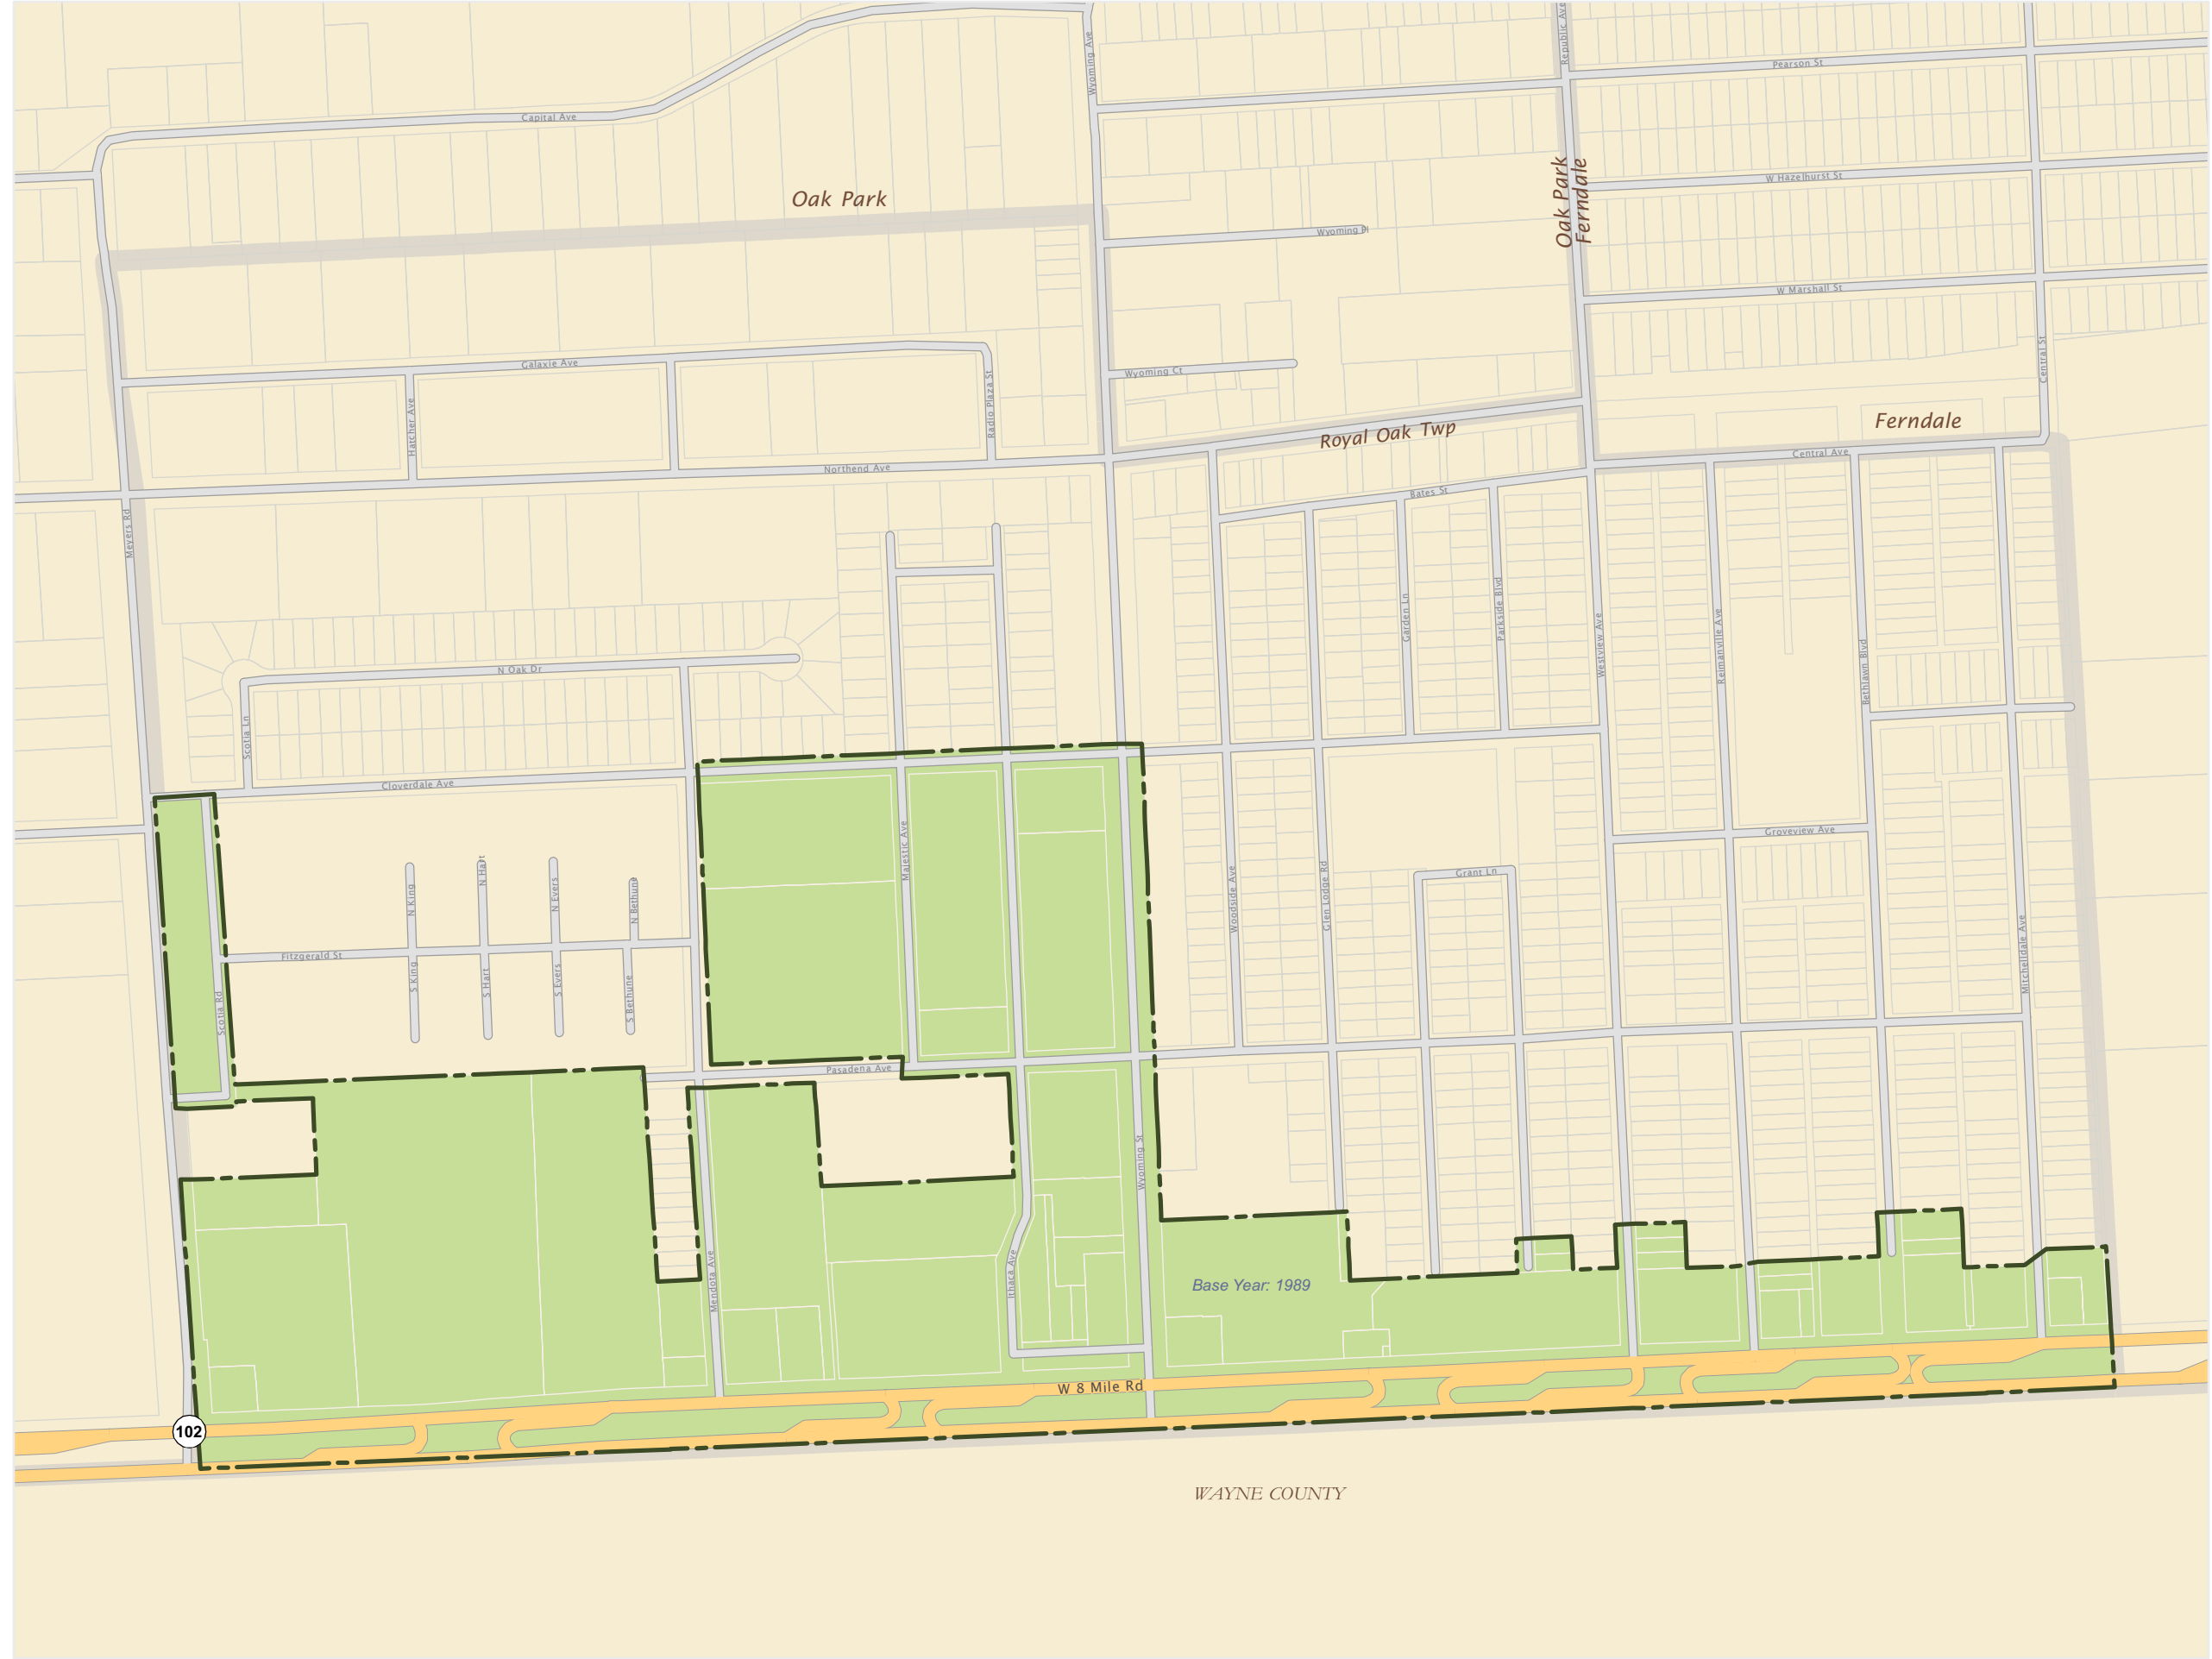 Republic Ave
Wyoming Ave
Pearson St
Capital Ave
W Hazelhurst St
Oak Park
Oak Park
Ferndale
Wyoming Pl
W Marshall St
Galaxie Ave
Wyoming Ct
Central St
Radio Plaza St
Hatcher Ave
Ferndale
Royal Oak Twp
Central Ave
Northend Ave
Bates St
Meyers Rd
Garden Ln
Parkside Blvd
Westview Ave
Reimanville Ave
Bethlawn Blvd
N Oak Dr
Scotia Ln
Cloverdale Ave
Groveview Ave
Majestic Ave
N King
N Hart
N Evers
N Bethune
Woodside Ave
Glen Lodge Rd
Grant Ln
Mitchelldale Ave
Fitzgerald St
S King
S Hart
S Evers
S Bethune
Scotia Rd
Pasadena Ave
Wyoming St
Mendota Ave
Ithaca Ave
Base Year: 1989
W 8 Mile Rd
102
WAYNE COUNTY